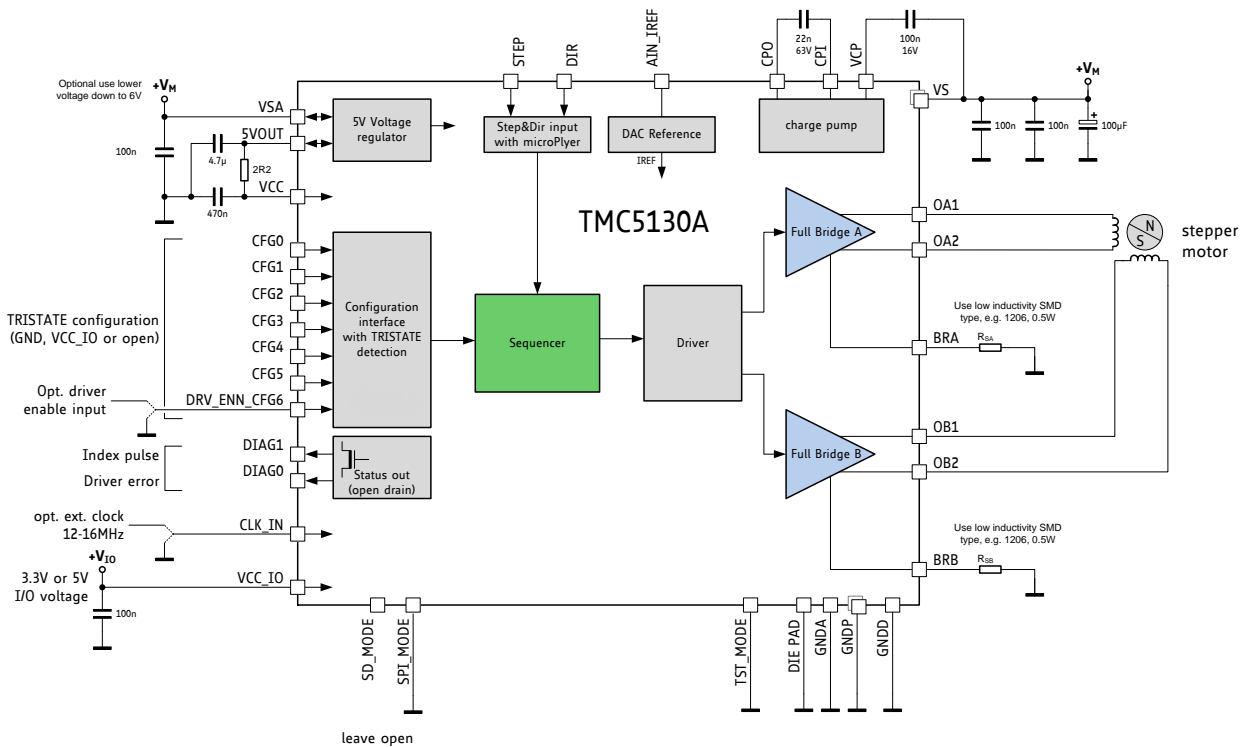 STEP
DIR
AIN_IREF
CPO
22n
63V
CPI
VCP
100n
16V
Optional use lower
voltage down to 6V
+VM
VSA
5VOUT
VCC
100n
4.7µ
2R2
470n
5V Voltage
regulator
Step&Dir input
with microPlyer
DAC Reference
IREF
charge pump
VS
+VM
100n
100n
+
100µF
TMC5130A
TRISTATE configuration
(GND, VCC_IO or open)
CFG0
CFG1
CFG2
CFG3
CFG4
CFG5
DRV_ENN_CFG6
Opt. driver
enable input
Configuration
interface
with TRISTATE
detection
Sequencer
Driver
Full Bridge A
Full Bridge B
OA1
OA2
N
S
stepper
motor
Use low inductivity SMD
type, e.g. 1206, 0.5W
BRA
RSA
OB1
OB2
Use low inductivity SMD
type, e.g. 1206, 0.5W
BRB
RSB
Index pulse
Driver error
DIAG1
DIAG0
Status out
(open drain)
opt. ext. clock
12-16MHz
CLK_IN
+VIO
3.3V or 5V
I/O voltage
VCC_IO
100n
SD_MODE
SPI_MODE
TST_MODE
DIE PAD
GNDA
GNDP
GNDD
leave open